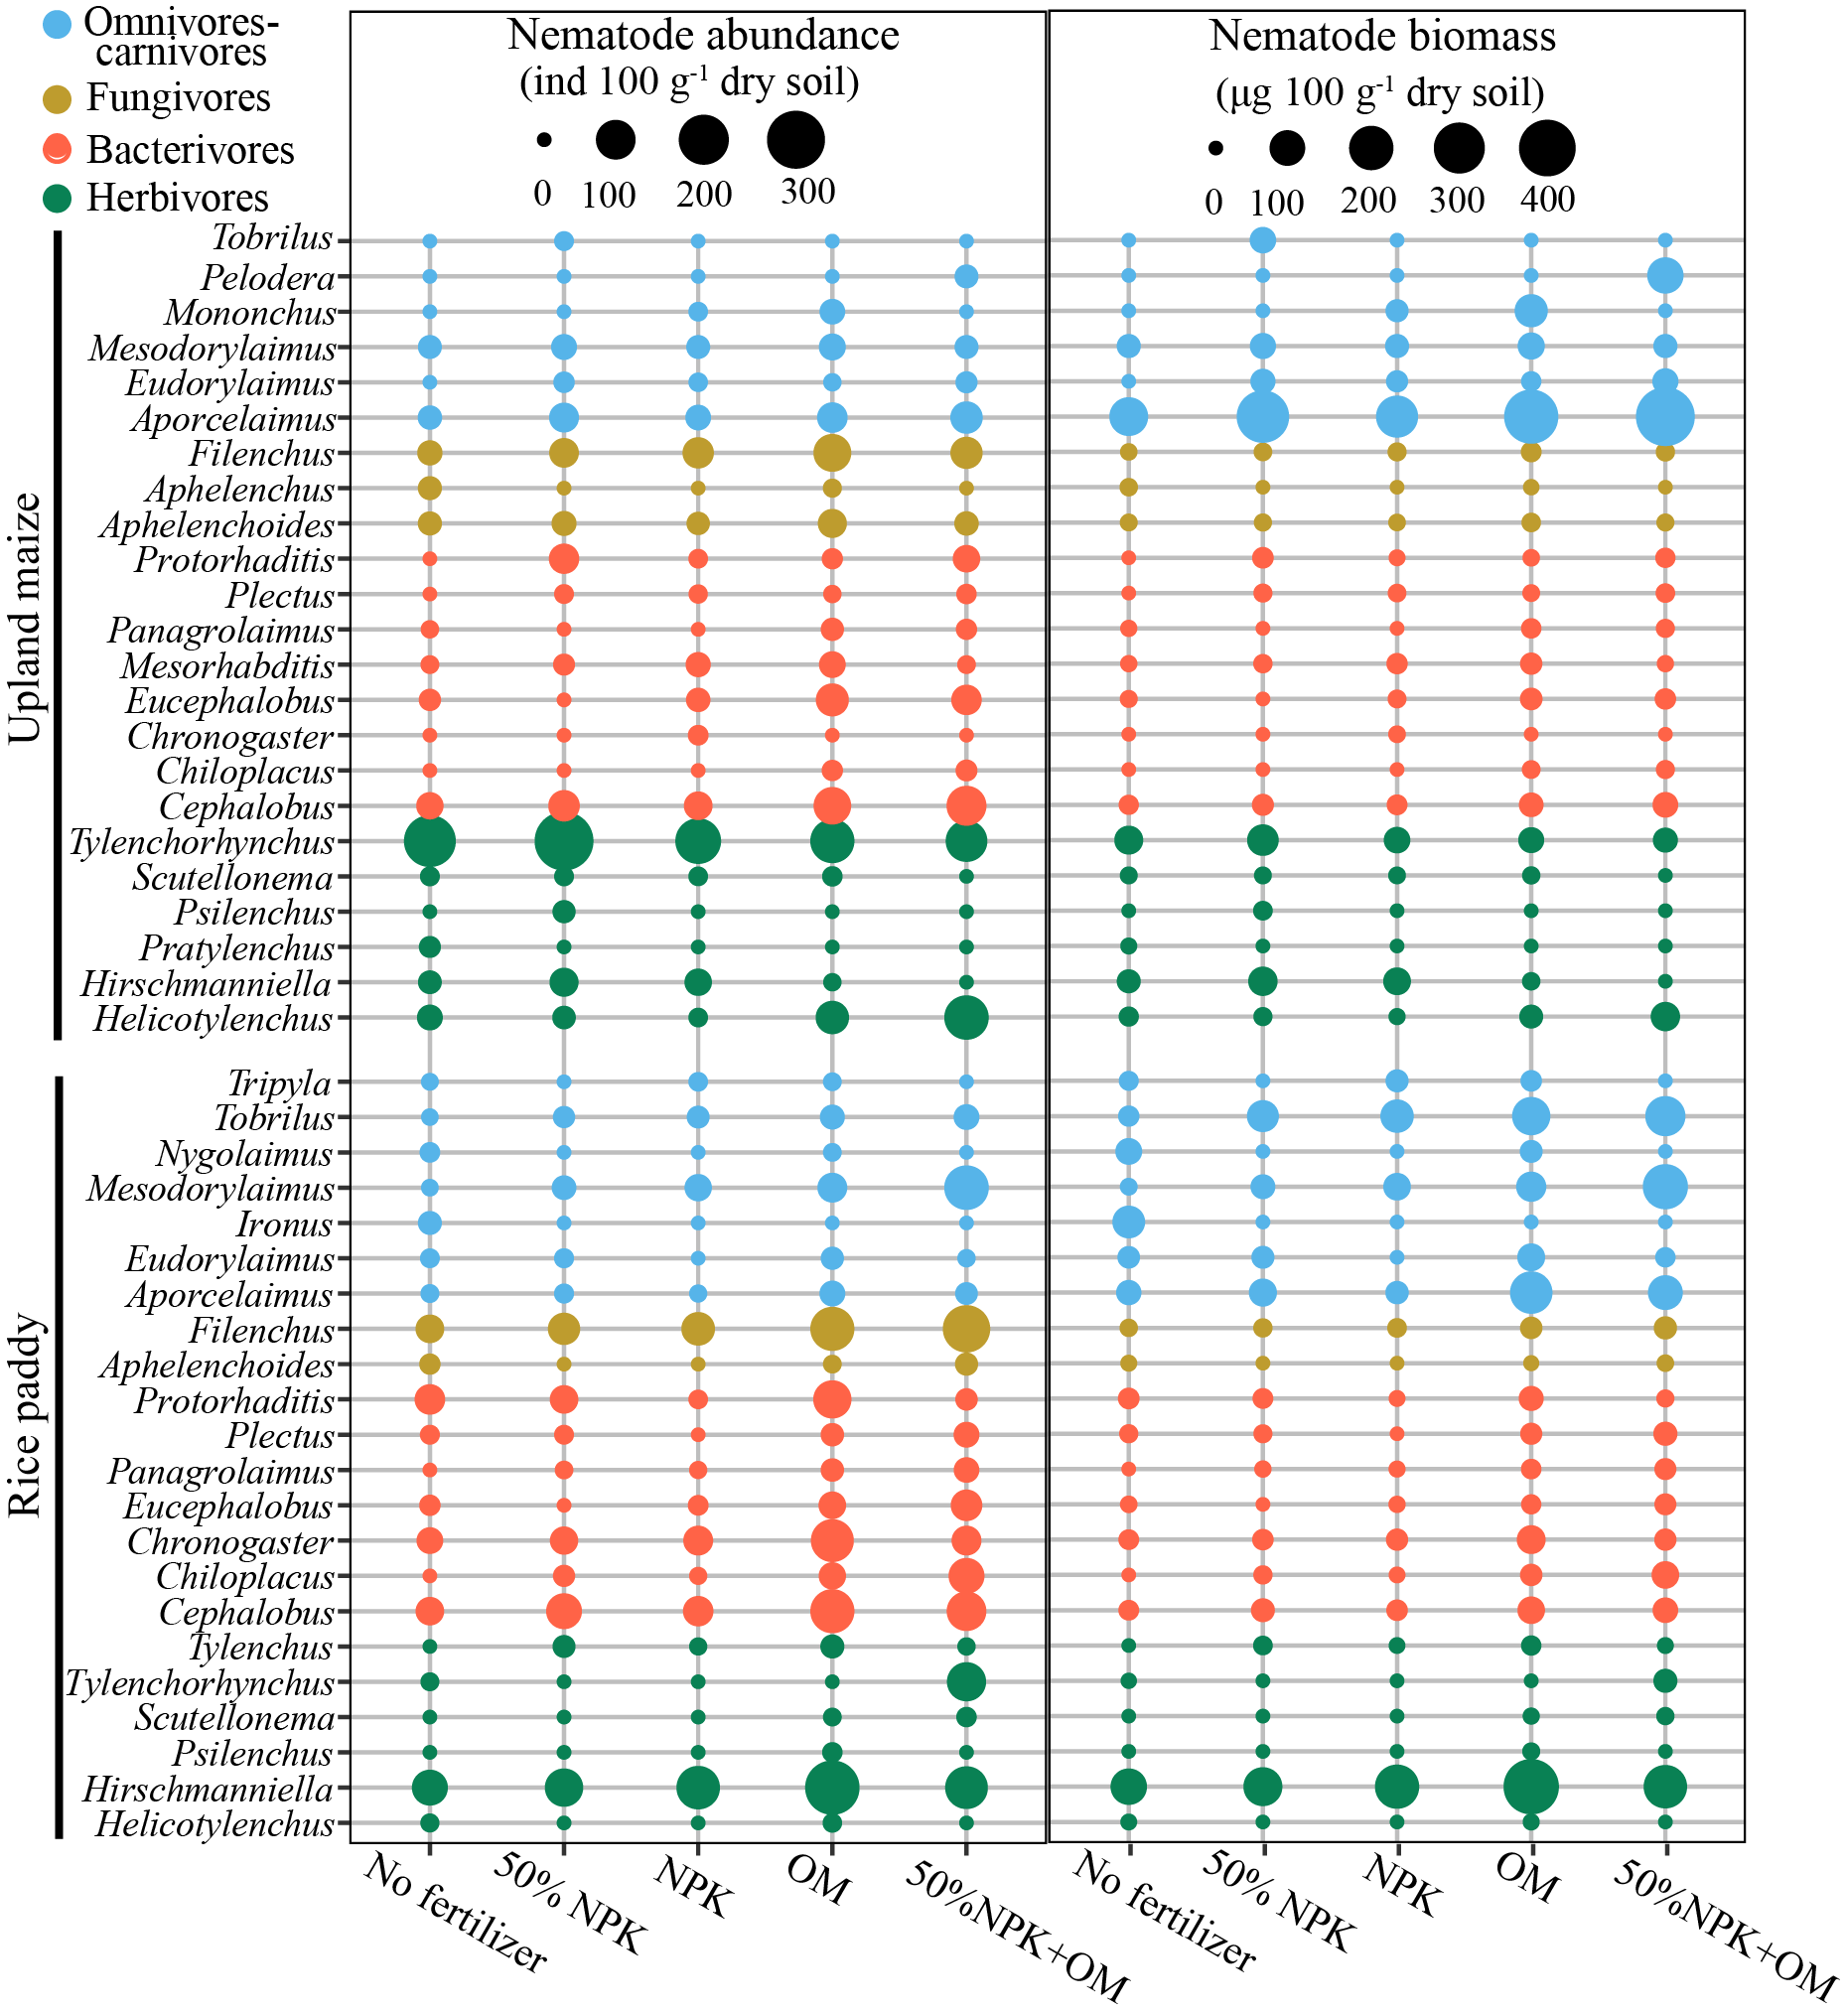 Omnivores-
carnivores
Fungivores
Bacterivores
Herbivores
Nematode abundance
(ind 100 g⁻¹ dry soil)
0 100 200 300
Nematode biomass
(μg 100 g⁻¹ dry soil)
0 100 200 300 400
Upland maize
Tobrilus
Pelodera
Mononchus
Mesodorylaimus
Eudorylaimus
Aporcelaimus
Filenchus
Aphelenchus
Aphelenchoides
Protorhaditis
Plectus
Panagrolaimus
Mesorhabditis
Eucephalobus
Chronogaster
Chiloplacus
Cephalobus
Tylenchorhynchus
Scutellonema
Psilenchus
Pratylenchus
Hirschmanniella
Helicotylenchus
Rice paddy
Tripyla
Tobrilus
Nygolaimus
Mesodorylaimus
Ironus
Eudorylaimus
Aporcelaimus
Filenchus
Aphelenchoides
Protorhaditis
Plectus
Panagrolaimus
Eucephalobus
Chronogaster
Chiloplacus
Cephalobus
Tylenchus
Tylenchorhynchus
Scutellonema
Psilenchus
Hirschmanniella
Helicotylenchus
No fertilizer
50% NPK
NPK
OM
50%NPK+OM
No fertilizer
50% NPK
NPK
OM
50%NPK+OM